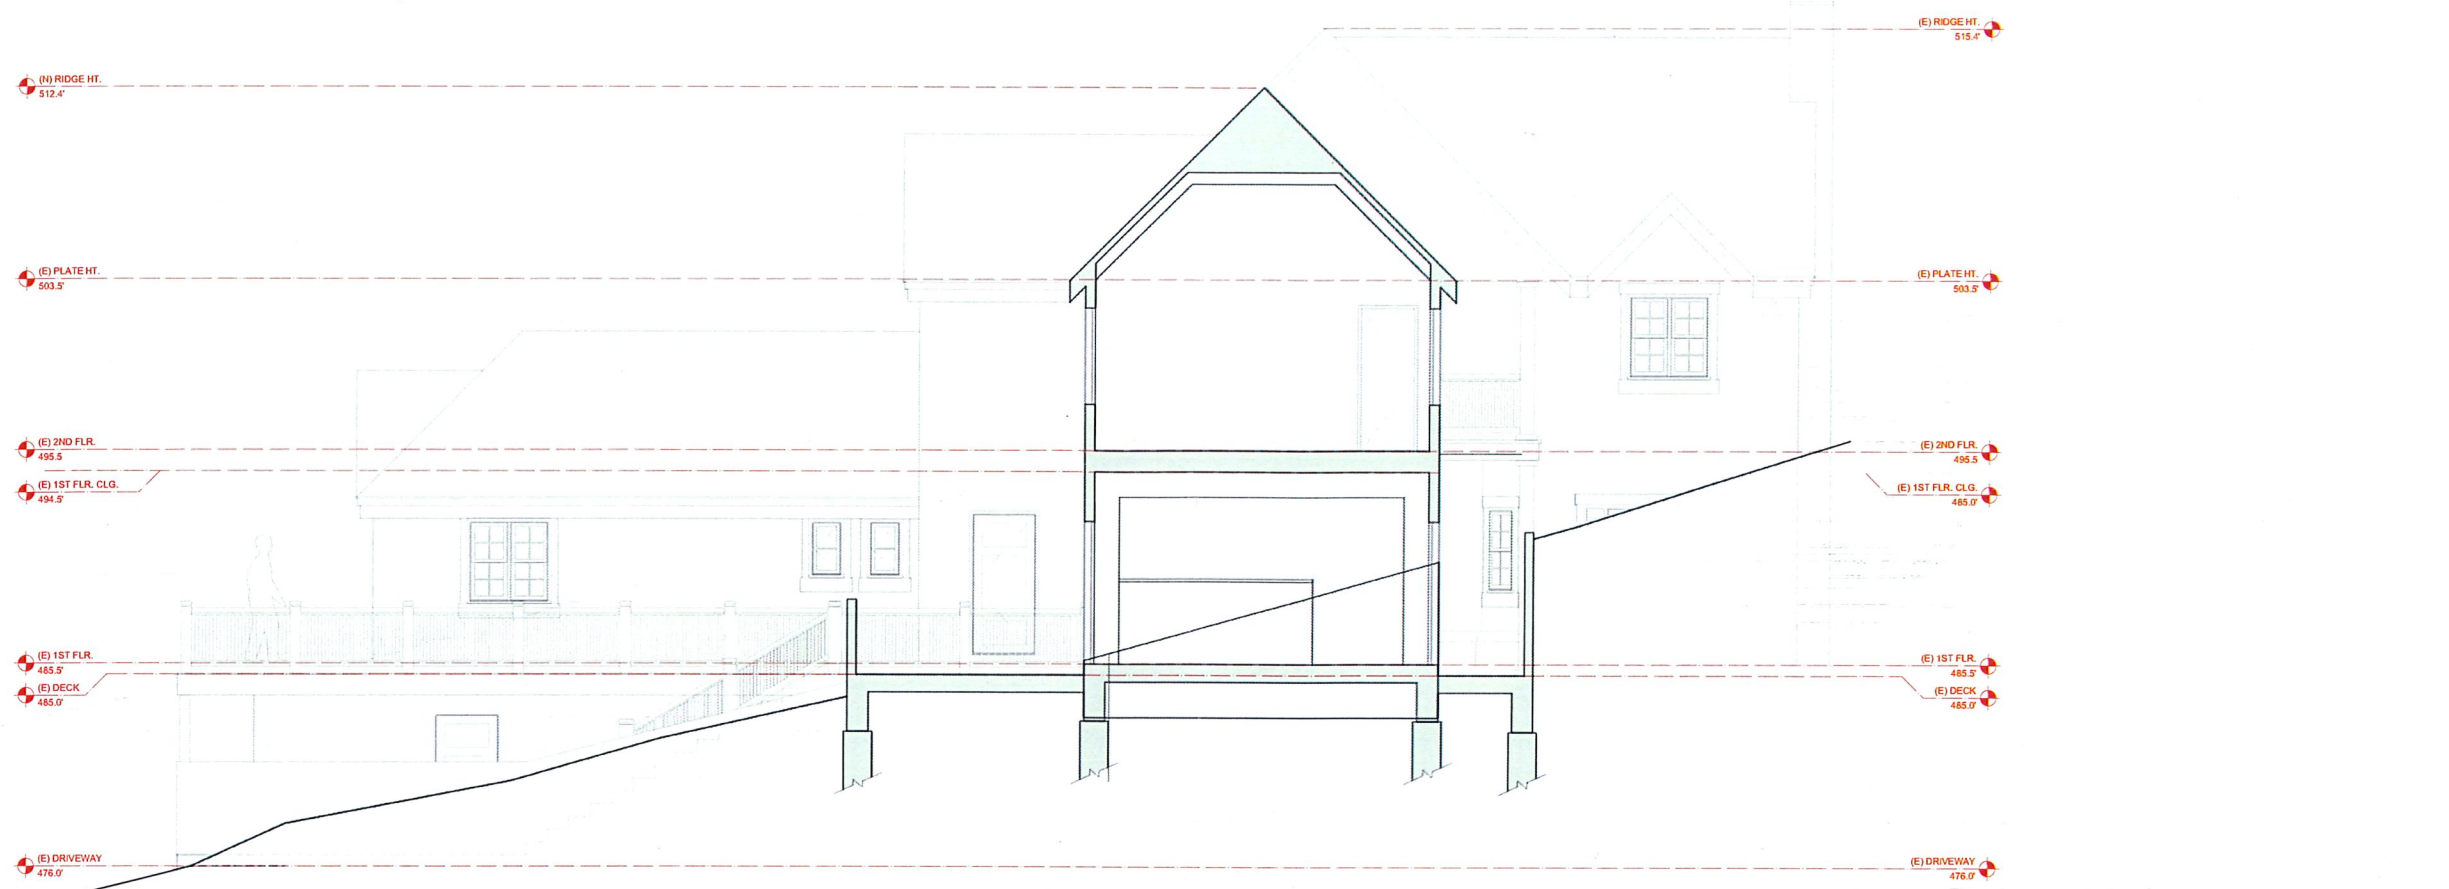 (E) RIDGE HT.
515.4'
(N) RIDGE HT.
512.4'
(E) PLATE HT.
503.5'
(E) PLATE HT.
503.5'
(E) 2ND FLR.
495.5
(E) 2ND FLR.
495.5
(E) 1ST FLR. CLG.
494.5'
(E) 1ST FLR. CLG.
485.0'
(E) 1ST FLR.
485.5'
(E) 1ST FLR.
485.5'
(E) DECK
485.0'
(E) DECK
485.0'
(E) DRIVEWAY
476.0'
(E) DRIVEWAY
476.0'